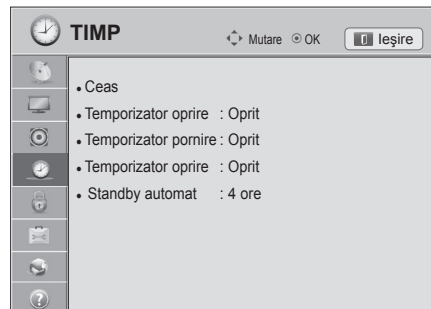 TIMP
Mutare OK Ieşire
• Ceas
• Temporizator oprire : Oprit
• Temporizator pornire : Oprit
• Temporizator oprire : Oprit
• Standby automat : 4 ore